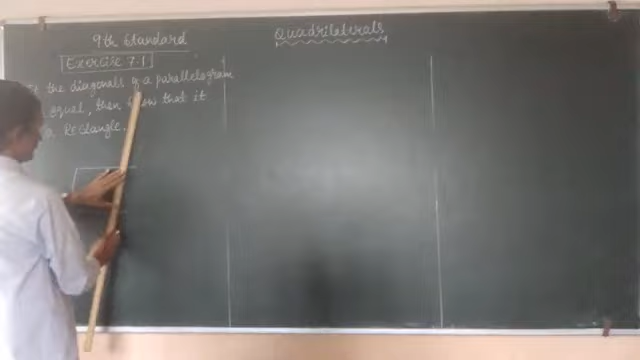 9th Standard
Quadrilaterals
Exercise 7.1
the diagonals of a parallelogram
equal, then show that it
a Rectangle.